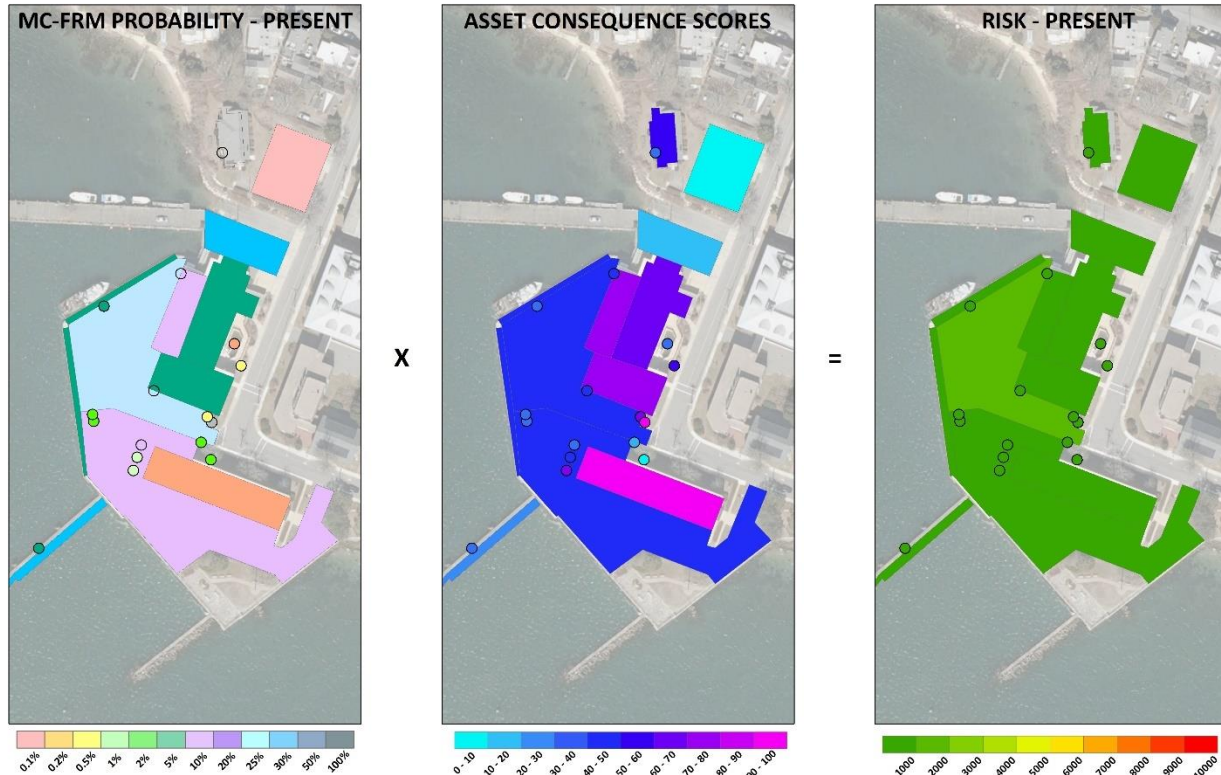 MC-FRM PROBABILITY - PRESENT
ASSET CONSEQUENCE SCORES
RISK - PRESENT
X
=
0.1%
0.2%
0.5%
1%
2%
5%
10%
20%
25%
30%
50%
100%
0 - 10
10 - 20
20 - 30
30 - 40
40 - 50
50 - 60
60 - 70
70 - 80
80 - 90
90 - 100
1000
2000
3000
4000
5000
6000
7000
8000
9000
10000